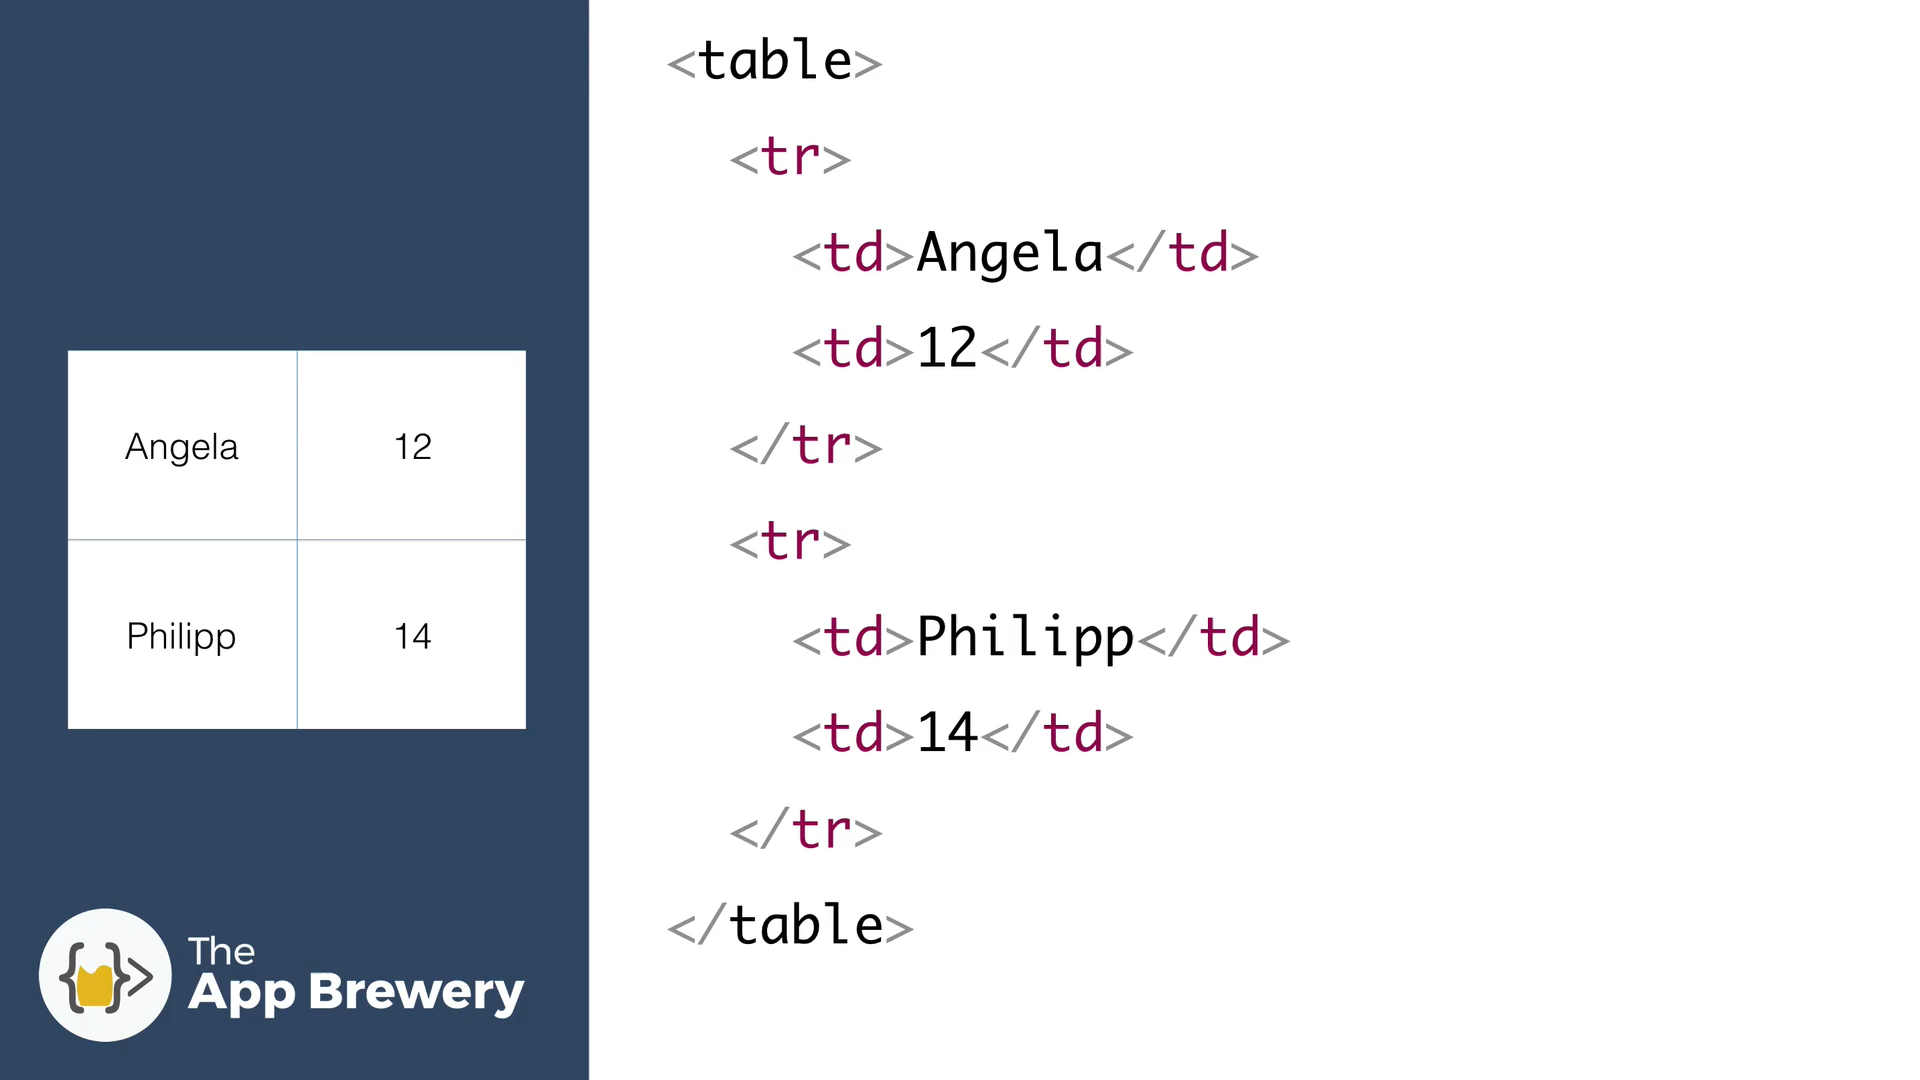 Angela 12
Philipp 14
The
App Brewery
<table>
<tr>
<td>Angela</td>
<td>12</td>
</tr>
<tr>
<td>Philipp</td>
<td>14</td>
</tr>
</table>